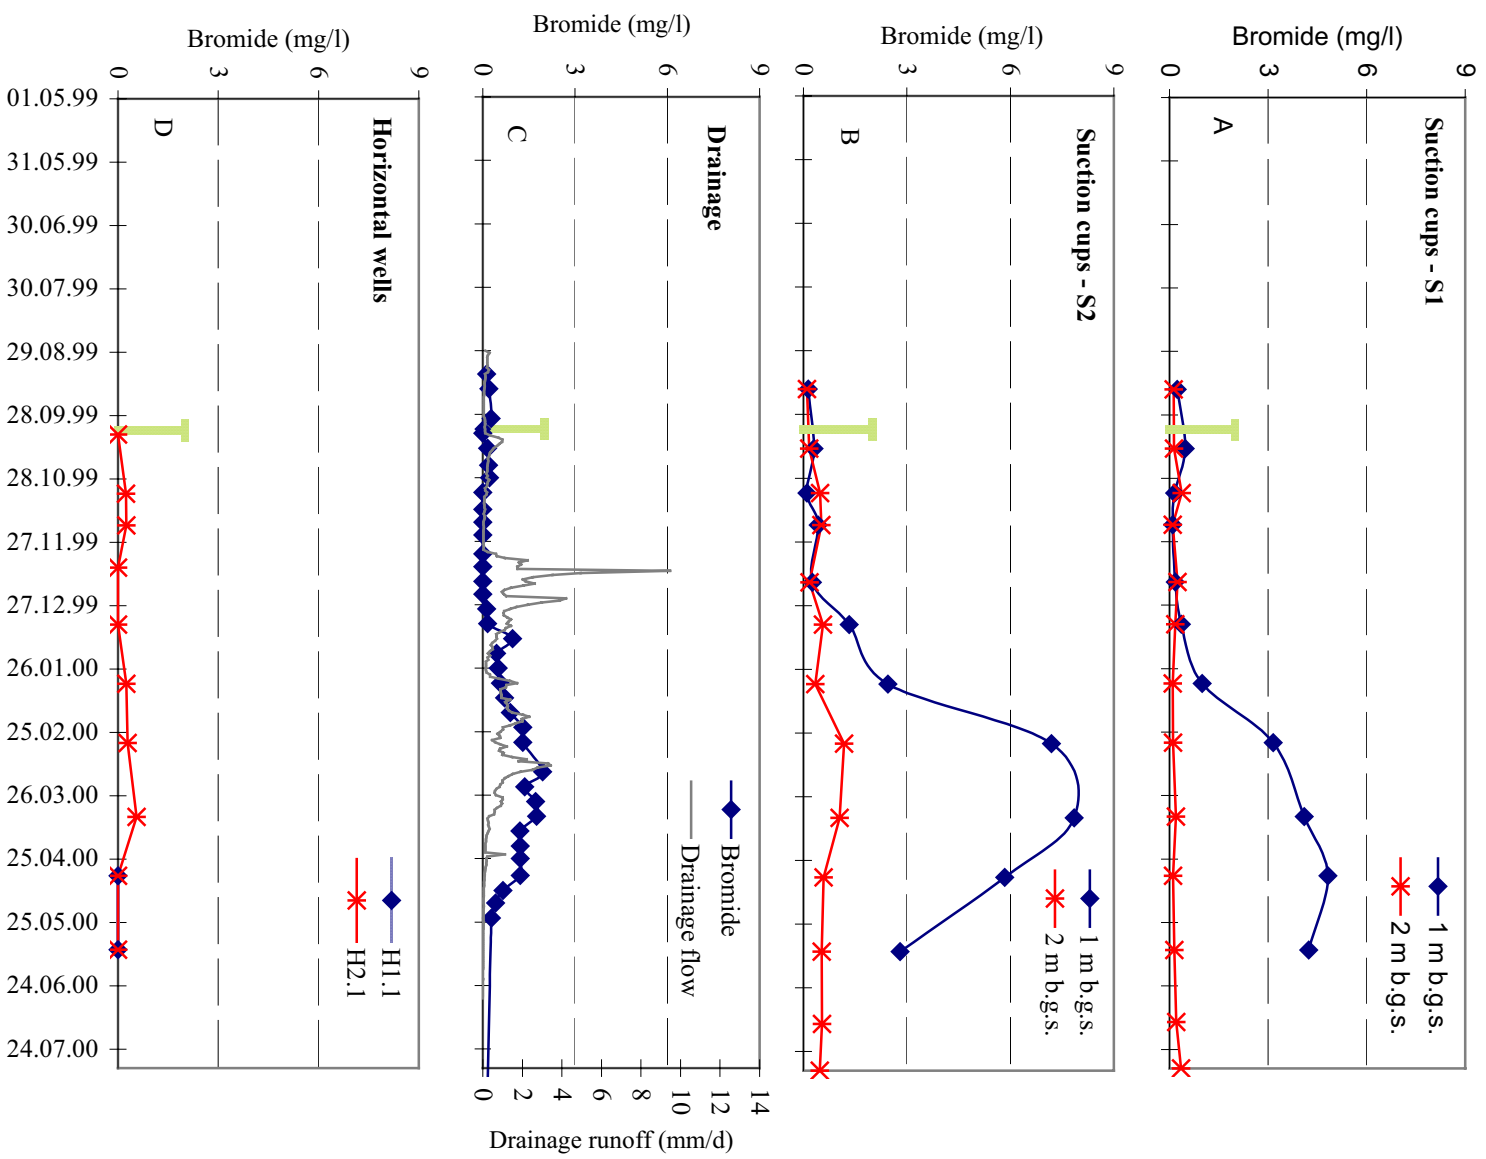 Bromide (mg/l)
0 3 6 9
Suction cups - S1
A
1 m b.g.s.
2 m b.g.s.
Bromide (mg/l)
0 3 6 9
Suction cups - S2
B
1 m b.g.s.
2 m b.g.s.
Bromide (mg/l)
0 3 6 9
Drainage
C
Bromide
Drainage flow
0 2 4 6 8 10 12 14
Drainage runoff (mm/d)
Bromide (mg/l)
0 3 6 9
Horizontal wells
D
H1.1
H2.1
01.05.99
31.05.99
30.06.99
30.07.99
29.08.99
28.09.99
28.10.99
27.11.99
27.12.99
26.01.00
25.02.00
26.03.00
25.04.00
25.05.00
24.06.00
24.07.00